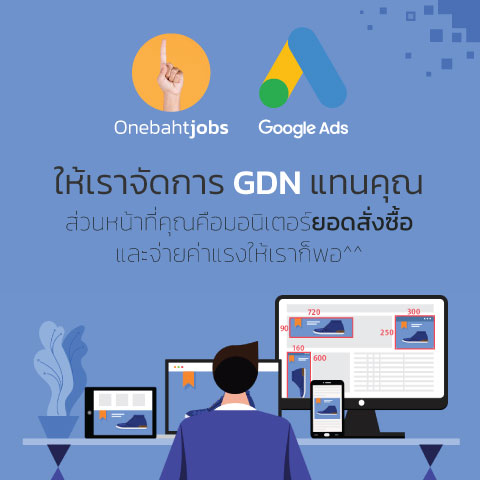 Onebahtjobs
Google Ads
ให้เราจัดการ GDN แทนคุณ
ส่วนหน้าที่คุณคือมอนิเตอร์ยอดสั่งซื้อ
และจ่ายค่าแรงให้เราก็พอ^^
720
90
300
250
160
600